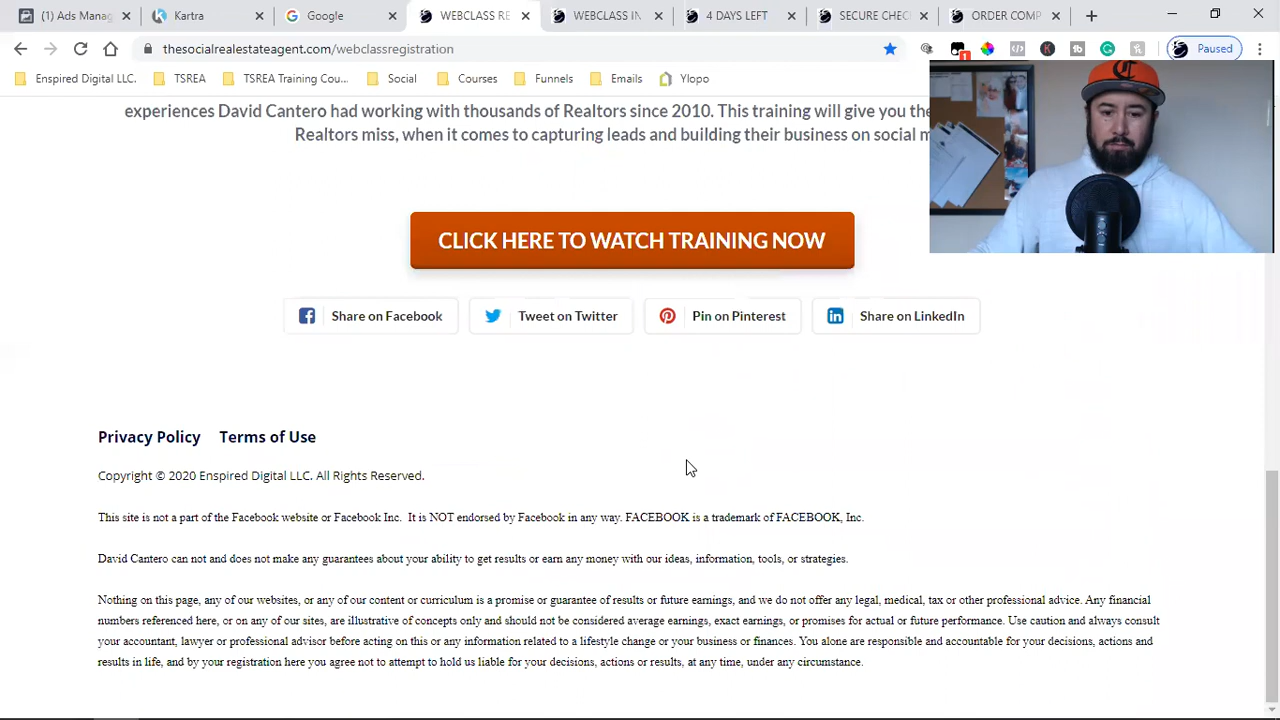 (1) Ads Manag
Kartra
Google
WEBCLASS RE
WEBCLASS IN
4 DAYS LEFT
SECURE CHEC
ORDER COMP
thesocialrealestateagent.com/webclassregistration
1
Paused
Enspired Digital LLC.
TSREA
TSREA Training Cou...
Social
Courses
Funnels
Emails
Ylopo
experiences David Cantero had working with thousands of Realtors since 2010. This training will give you the
Realtors miss, when it comes to capturing leads and building their business on social m
CLICK HERE TO WATCH TRAINING NOW
Share on Facebook
Tweet on Twitter
Pin on Pinterest
Share on LinkedIn
Privacy Policy Terms of Use
Copyright © 2020 Enspired Digital LLC. All Rights Reserved.
This site is not a part of the Facebook website or Facebook Inc. It is NOT endorsed by Facebook in any way. FACEBOOK is a trademark of FACEBOOK, Inc.
David Cantero can not and does not make any guarantees about your ability to get results or earn any money with our ideas, information, tools, or strategies.
Nothing on this page, any of our websites, or any of our content or curriculum is a promise or guarantee of results or future earnings, and we do not offer any legal, medical, tax or other professional advice. Any financial
numbers referenced here, or on any of our sites, are illustrative of concepts only and should not be considered average earnings, exact earnings, or promises for actual or future performance. Use caution and always consult
your accountant, lawyer or professional advisor before acting on this or any information related to a lifestyle change or your business or finances. You alone are responsible and accountable for your decisions, actions and
results in life, and by your registration here you agree not to attempt to hold us liable for your decisions, actions or results, at any time, under any circumstance.